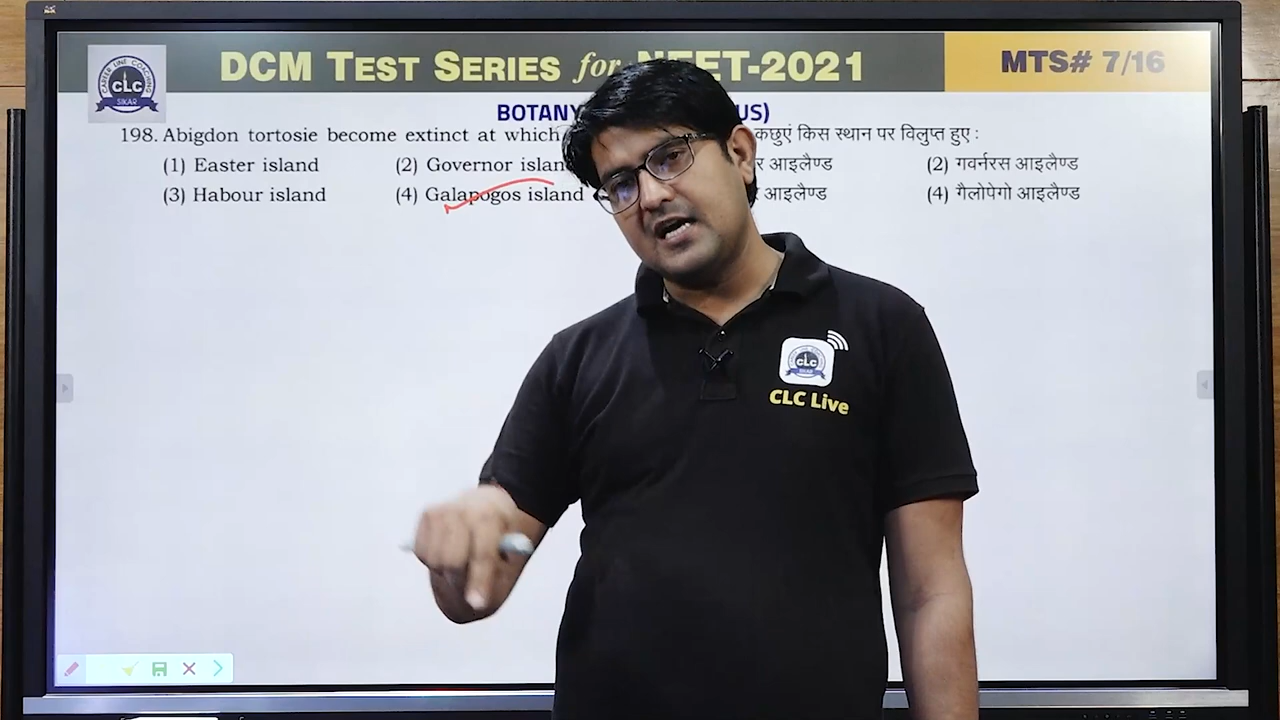 DCM TEST SERIES for NEET-2021
MTS# 7/16
CAREER LINE COACHING
CLC
SIKAR
BOTANY US)
198. Abigdon tortosie become extinct at which कछुएं किस स्थान पर विलुप्त हुए :
(1) Easter island (2) Governor islan र आइलैण्ड (2) गवर्नरस आइलैण्ड
(3) Habour island (4) Galapogos island र आइलैण्ड (4) गैलोपेगो आइलैण्ड
CLC
SIKAR
CLC Live